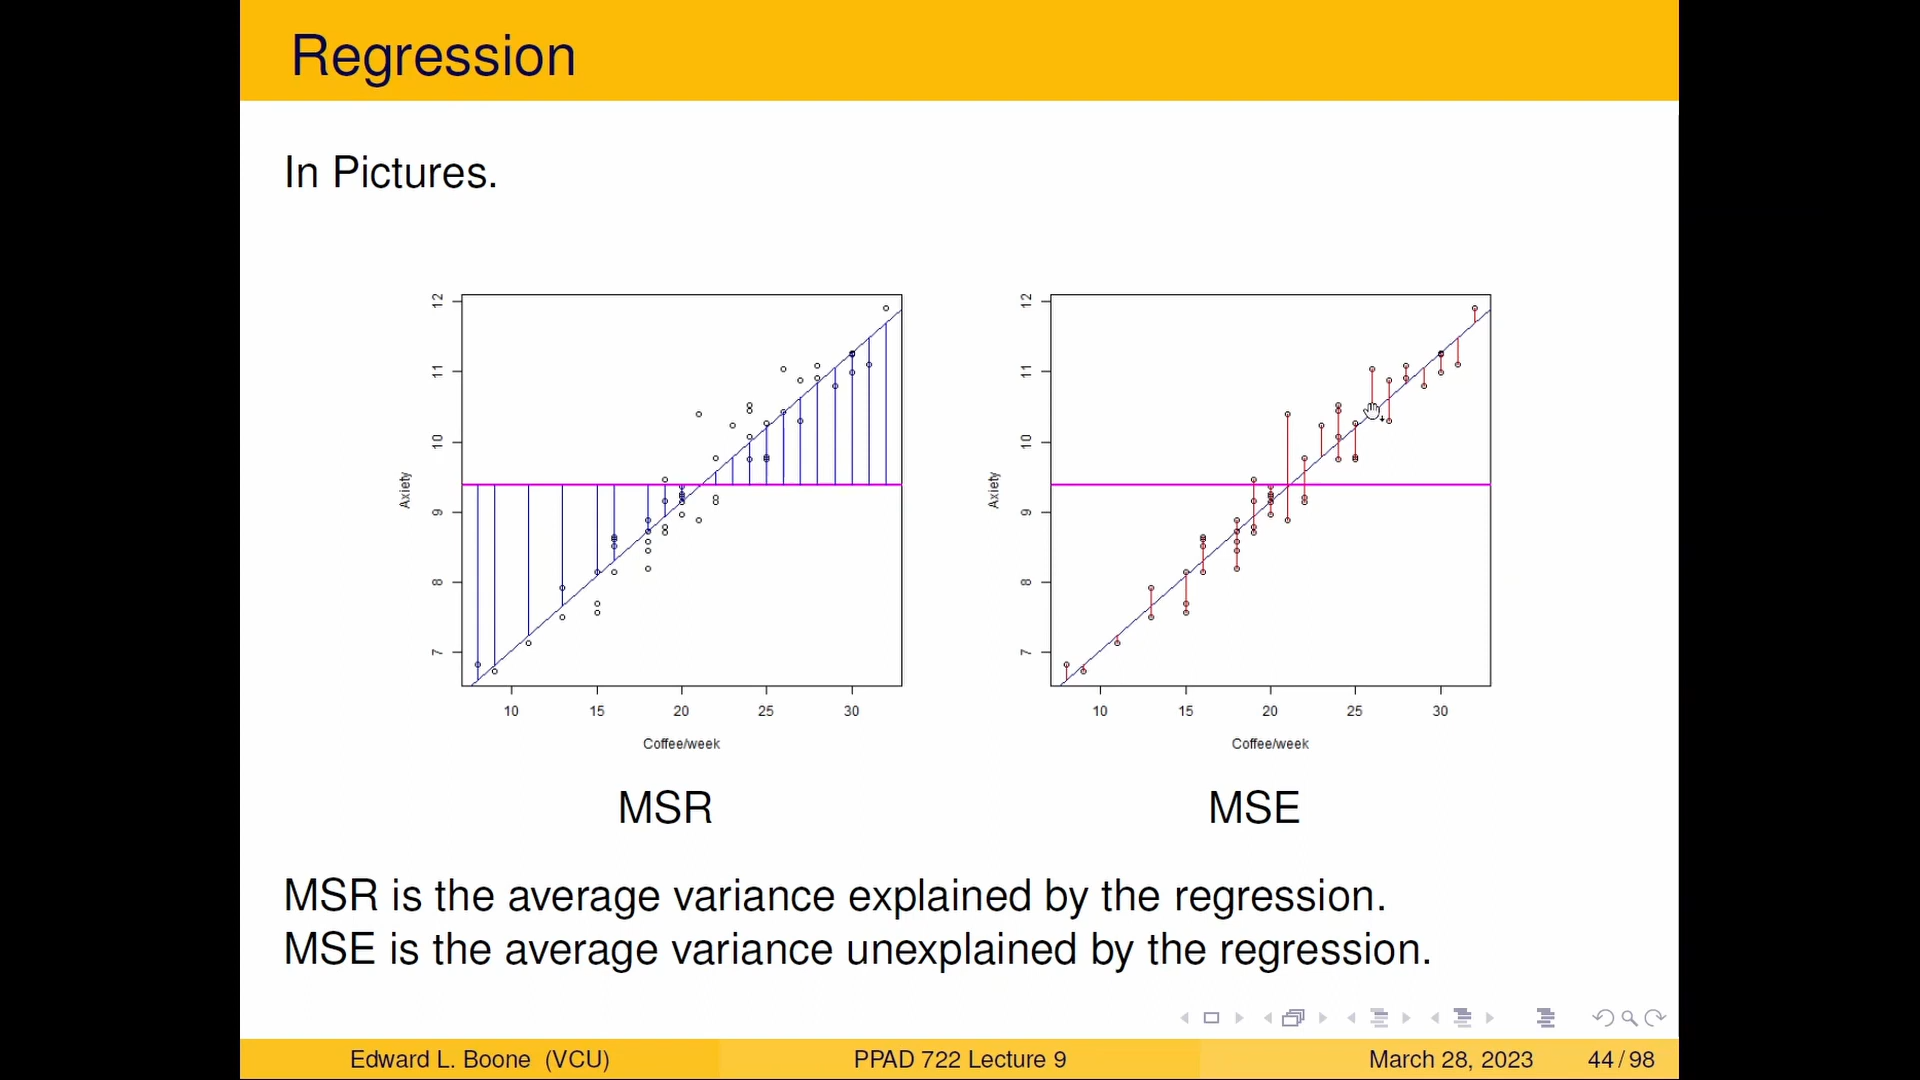 Regression
In Pictures.
12
11
10
9
8
7
Axiety
10 15 20 25 30
Coffee/week
MSR
12
11
10
9
8
7
Axiety
10 15 20 25 30
Coffee/week
MSE
MSR is the average variance explained by the regression.
MSE is the average variance unexplained by the regression.
Edward L. Boone (VCU) PPAD 722 Lecture 9 March 28, 2023 44 / 98